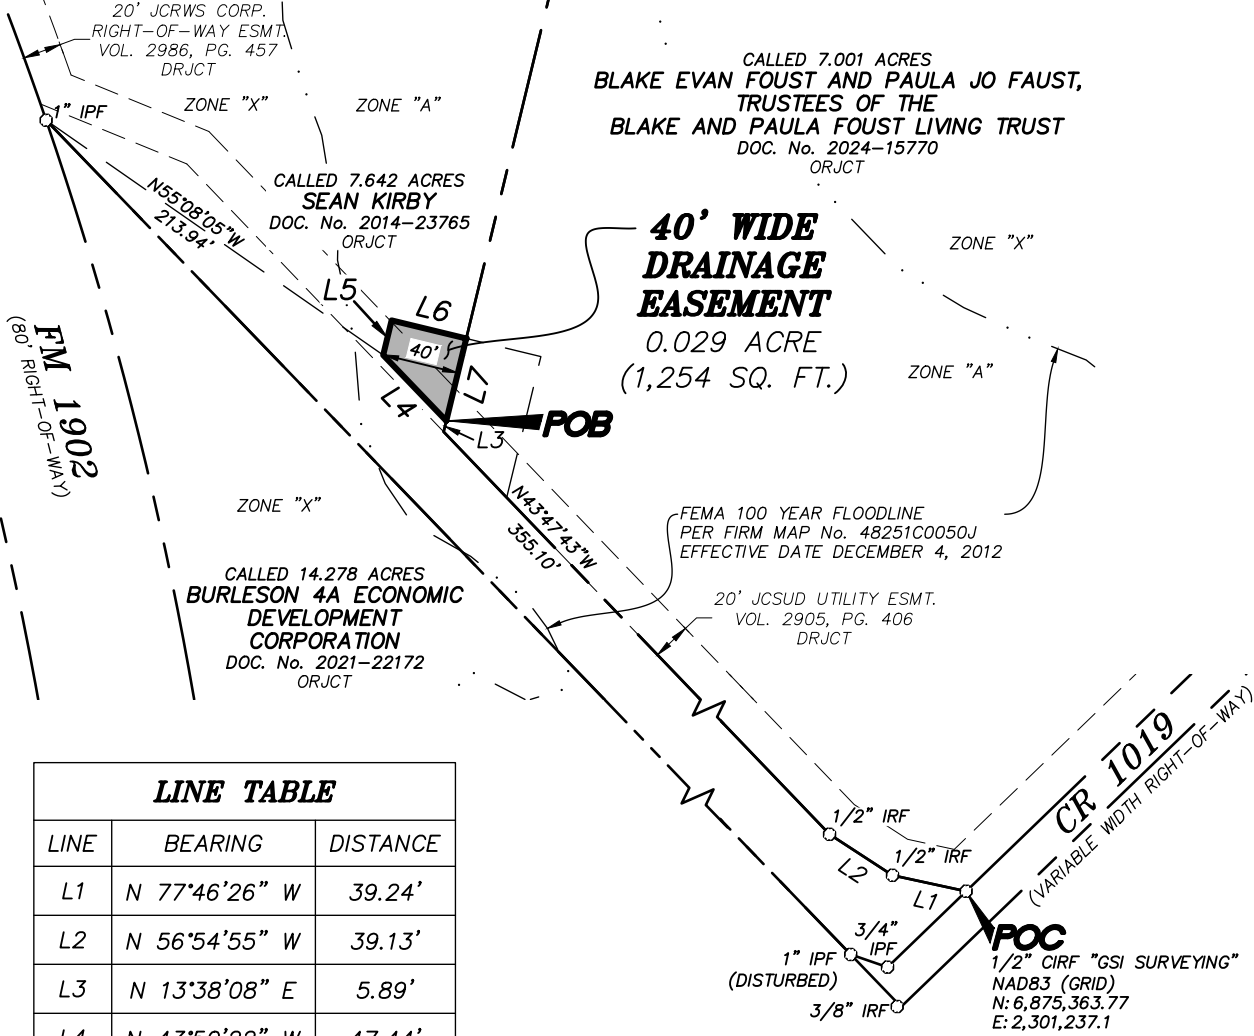 20' JCRWS CORP.
RIGHT-OF-WAY ESMT.
VOL. 2986, PG. 457
DRJCT
1" IPF
ZONE "X"
ZONE "A"
CALLED 7.001 ACRES
BLAKE EVAN FOUST AND PAULA JO FAUST,
TRUSTEES OF THE
BLAKE AND PAULA FOUST LIVING TRUST
DOC. No. 2024-15770
ORJCT
CALLED 7.642 ACRES
SEAN KIRBY
DOC. No. 2014-23765
ORJCT
N55°08'05"W
213.94'
40' WIDE
DRAINAGE
EASEMENT
0.029 ACRE
(1,254 SQ. FT.)
ZONE "X"
ZONE "A"
L5
L6
40'
L7
L4
POB
L3
FM 1902
(80' RIGHT-OF-WAY)
ZONE "X"
N43°47'43"W
355.10'
FEMA 100 YEAR FLOODLINE
PER FIRM MAP No. 48251C0050J
EFFECTIVE DATE DECEMBER 4, 2012
CALLED 14.278 ACRES
BURLESON 4A ECONOMIC
DEVELOPMENT
CORPORATION
DOC. No. 2021-22172
ORJCT
20' JCSUD UTILITY ESMT.
VOL. 2905, PG. 406
DRJCT
CR 1019
(VARIABLE WIDTH RIGHT-OF-WAY)
1/2" IRF
1/2" IRF
L2
L1
3/4"
IPF
1" IPF
(DISTURBED)
3/8" IRF
POC
1/2" CIRF "GSI SURVEYING"
NAD83 (GRID)
N: 6,875,363.77
E: 2,301,237.1
LINE TABLE
LINE BEARING DISTANCE
L1 N 77°46'26" W 39.24'
L2 N 56°54'55" W 39.13'
L3 N 13°38'08" E 5.89'